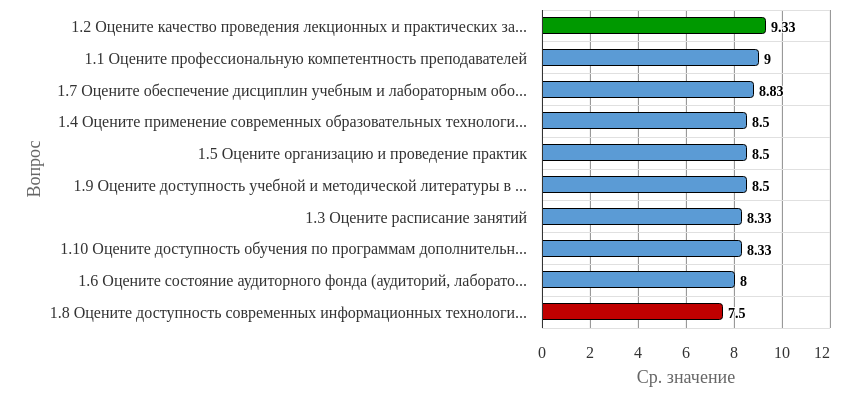 1.2 Оцените качество проведения лекционных и практических за... 9.33
1.1 Оцените профессиональную компетентность преподавателей 9
1.7 Оцените обеспечение дисциплин учебным и лабораторным обо... 8.83
1.4 Оцените применение современных образовательных технологи... 8.5
1.5 Оцените организацию и проведение практик 8.5
1.9 Оцените доступность учебной и методической литературы в ... 8.5
1.3 Оцените расписание занятий 8.33
1.10 Оцените доступность обучения по программам дополнительн... 8.33
1.6 Оцените состояние аудиторного фонда (аудиторий, лаборато... 8
1.8 Оцените доступность современных информационных технологи... 7.5
Вопрос
0 2 4 6 8 10 12
Ср. значение